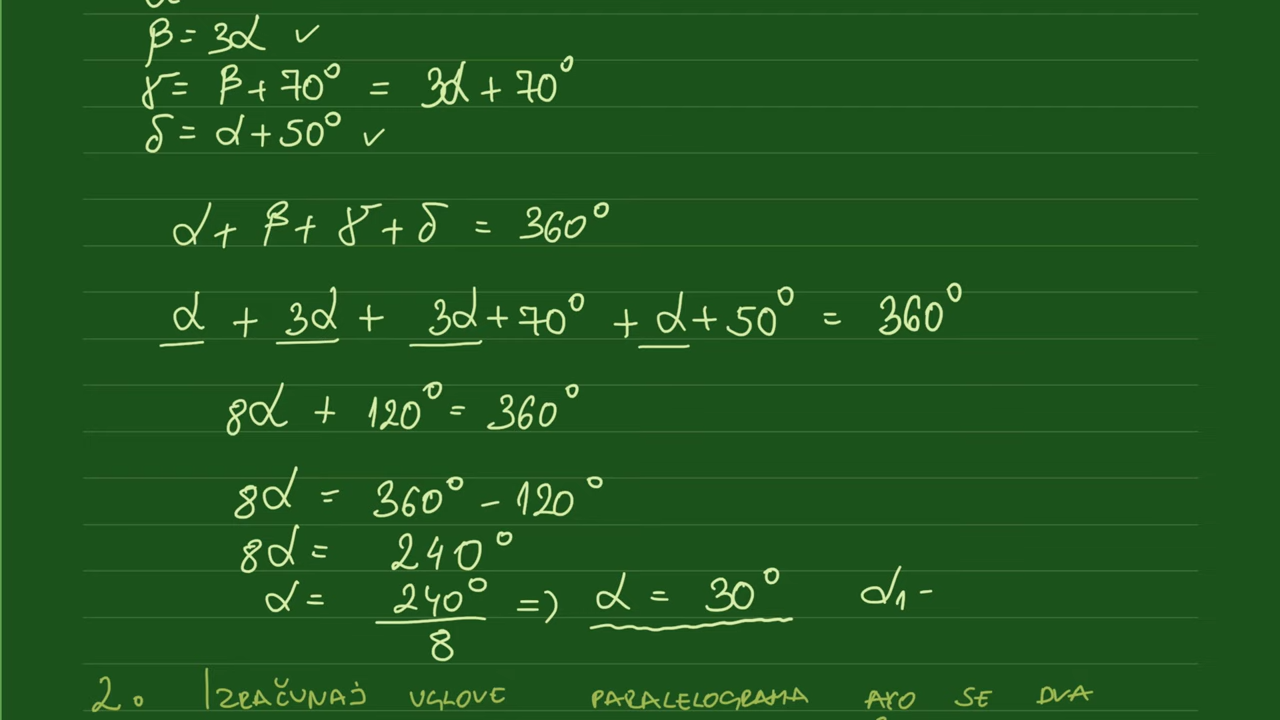 β = 3α ✓
γ = β + 70° = 3α + 70°
δ = α + 50° ✓
α + β + γ + δ = 360°
α + 3α + 3α + 70° + α + 50° = 360°
8α + 120° = 360°
8α = 360° - 120°
8α = 240°
α = 240°/8 => α = 30° α1 -
2. IZRAČUNAJ UGLOVE PARALELOGRAMA AKO SE DVA